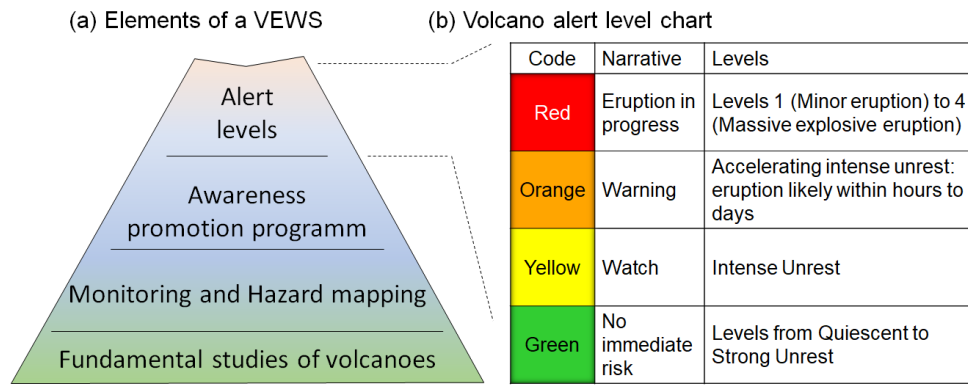 (a) Elements of a VEWS
Alert
levels
Awareness
promotion programm
Monitoring and Hazard mapping
Fundamental studies of volcanoes
(b) Volcano alert level chart
Code Narrative Levels
Red
Eruption in
progress
Levels 1 (Minor eruption) to 4
(Massive explosive eruption)
Orange
Warning
Accelerating intense unrest:
eruption likely within hours to
days
Yellow
Watch
Intense Unrest
Green
No
immediate
risk
Levels from Quiescent to
Strong Unrest